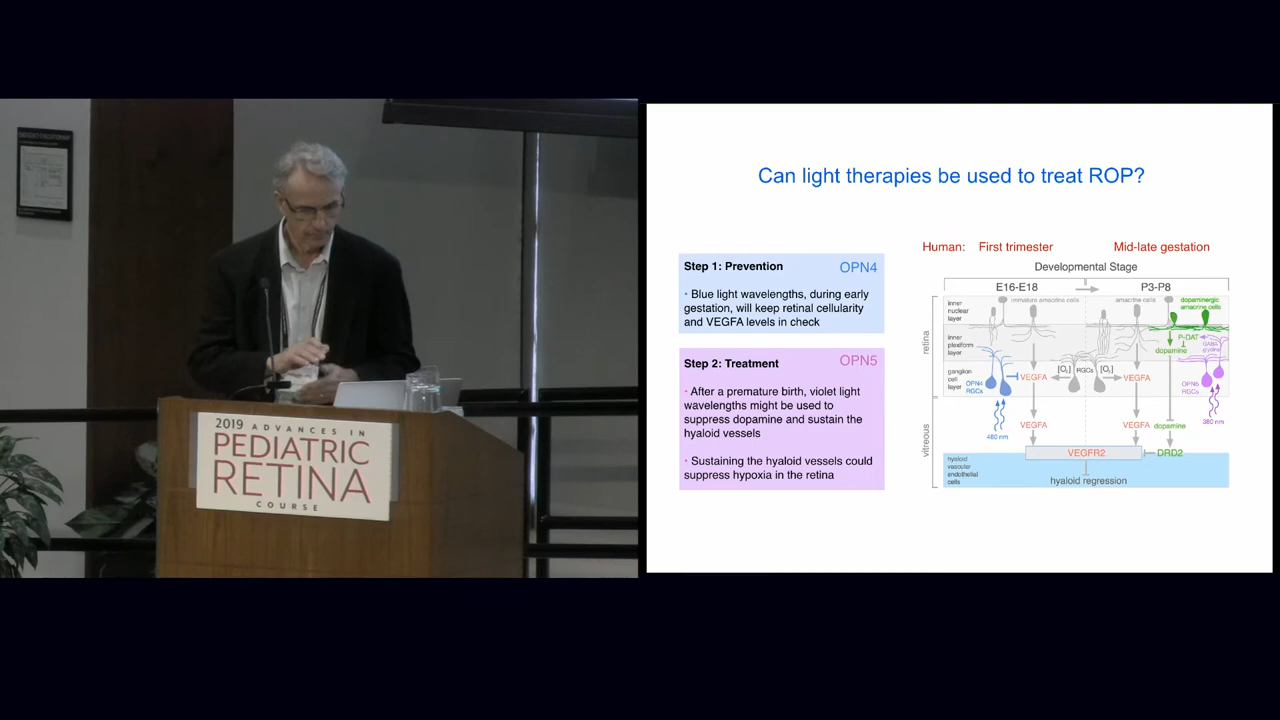 2019 ADVANCES IN
PEDIATRIC
RETINA
COURSE
Can light therapies be used to treat ROP?
Step 1: Prevention OPN4
· Blue light wavelengths, during early
gestation, will keep retinal cellularity
and VEGFA levels in check
Step 2: Treatment OPN5
· After a premature birth, violet light
wavelengths might be used to
suppress dopamine and sustain the
hyaloid vessels
· Sustaining the hyaloid vessels could
suppress hypoxia in the retina
Human: First trimester Mid-late gestation
Developmental Stage
E16-E18 P3-P8
immature amacrine cells amacrine cells dopaminergic
amacrine cells
inner
nuclear
layer
retina
inner
plexiform
layer
P-DAT
dopamine
ganglion
cell
layer
OPN4
RGCs
VEGFA [O₂] RGCs [O₂] VEGFA
OPN5
RGCs
480 nm
380 nm
vitreous
VEGFA VEGFA dopamine
VEGFR2 DRD2
hyaloid
vascular
endothelial
cells
hyaloid regression